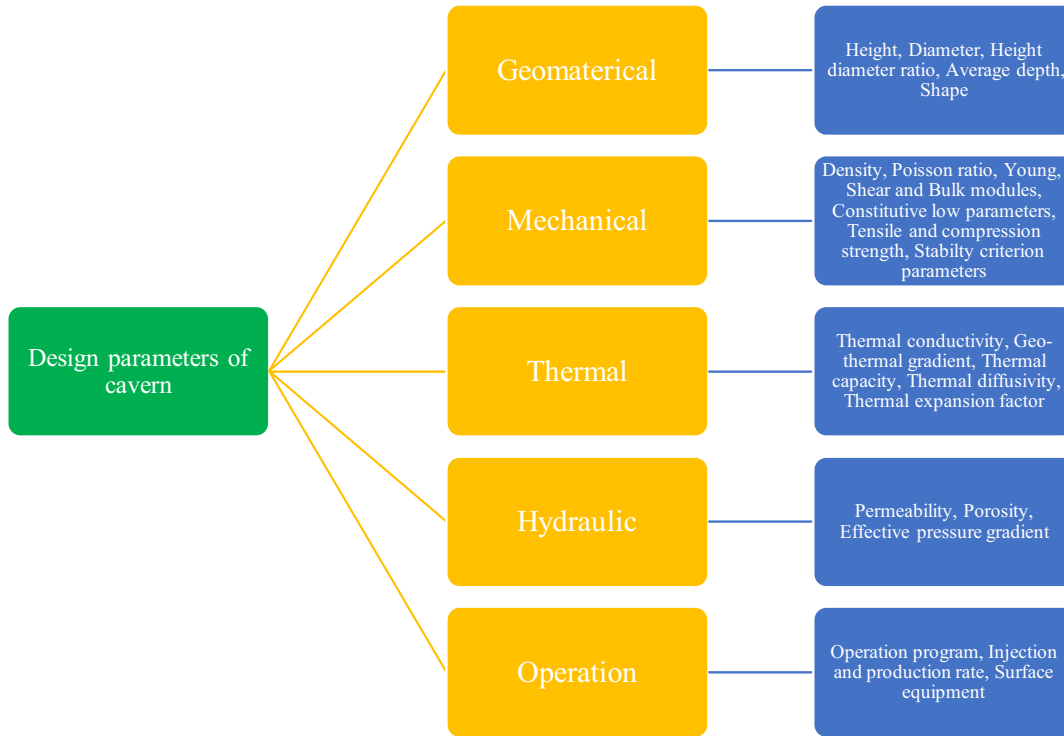 Design parameters of
cavern
Geomaterical
Height, Diameter, Height
diameter ratio, Average depth,
Shape
Mechanical
Density, Poisson ratio, Young,
Shear and Bulk modules,
Constitutive low parameters,
Tensile and compression
strength, Stabilty criterion
parameters
Thermal
Thermal conductivity, Geo-
thermal gradient, Thermal
capacity, Thermal diffusivity,
Thermal expansion factor
Hydraulic
Permeability, Porosity,
Effective pressure gradient
Operation
Operation program, Injection
and production rate, Surface
equipment